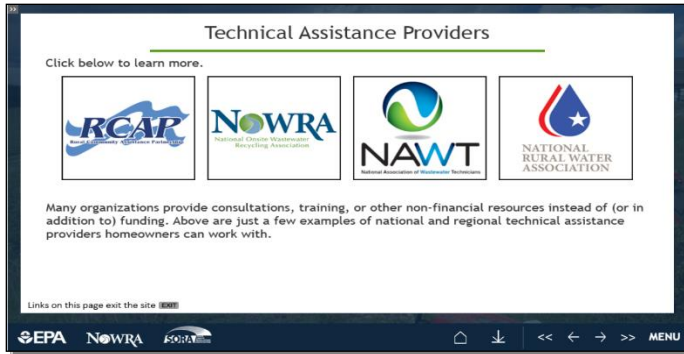 >>
Technical Assistance Providers
Click below to learn more.
RCAP
Rural Community Assistance Partnership
NOWRA
National Onsite Wastewater
Recycling Association
NAWT
National Association of Wastewater Technicians
NATIONAL
RURAL WATER
ASSOCIATION
Many organizations provide consultations, training, or other non-financial resources instead of (or in
addition to) funding. Above are just a few examples of national and regional technical assistance
providers homeowners can work with.
Links on this page exit the site EXIT
EPA NOWRA SORA << ← → >> MENU